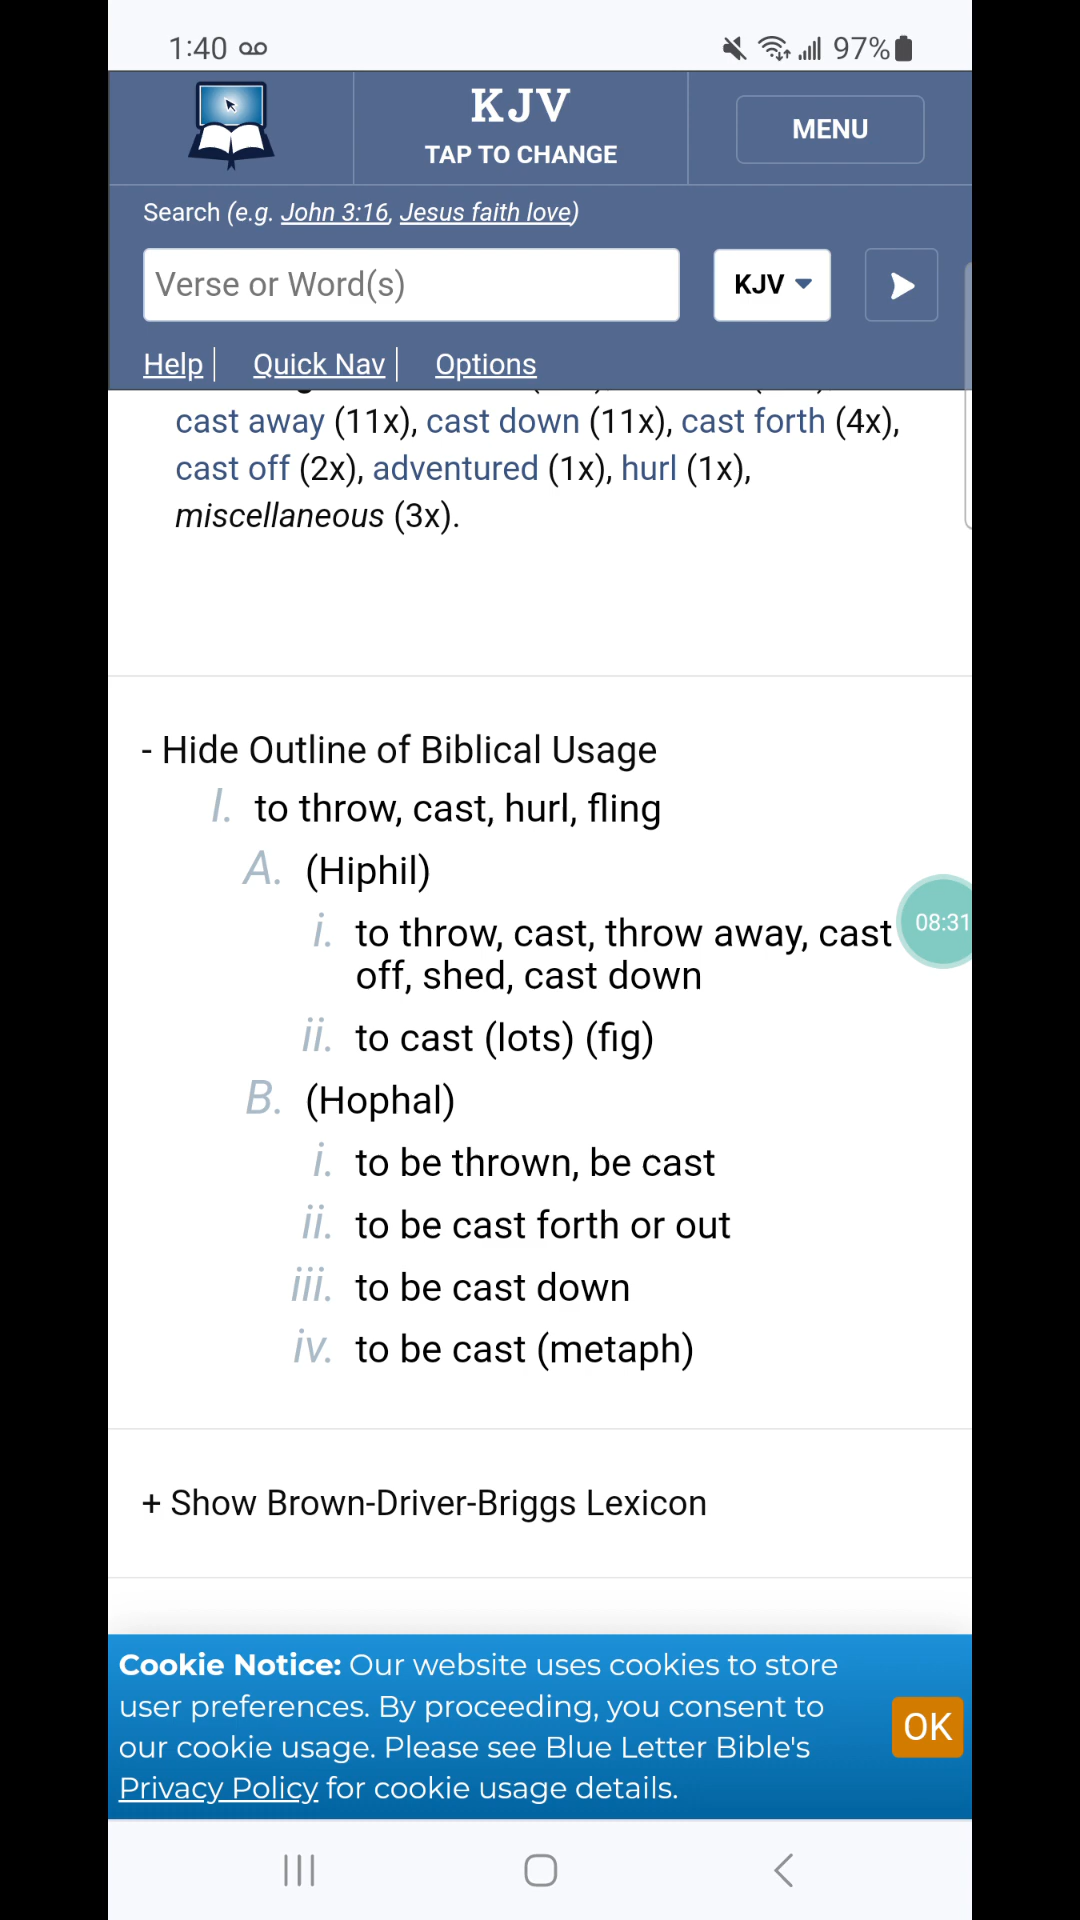 1:40
97%
KJV
TAP TO CHANGE
MENU
Search (e.g. John 3:16, Jesus faith love)
Verse or Word(s)
KJV
Help | Quick Nav | Options
cast away (11x), cast down (11x), cast forth (4x),
cast off (2x), adventured (1x), hurl (1x),
miscellaneous (3x).
- Hide Outline of Biblical Usage
I. to throw, cast, hurl, fling
A. (Hiphil)
i. to throw, cast, throw away, cast
off, shed, cast down
08:31
ii. to cast (lots) (fig)
B. (Hophal)
i. to be thrown, be cast
ii. to be cast forth or out
iii. to be cast down
iv. to be cast (metaph)
+ Show Brown-Driver-Briggs Lexicon
Cookie Notice: Our website uses cookies to store
user preferences. By proceeding, you consent to
our cookie usage. Please see Blue Letter Bible's
Privacy Policy for cookie usage details.
OK